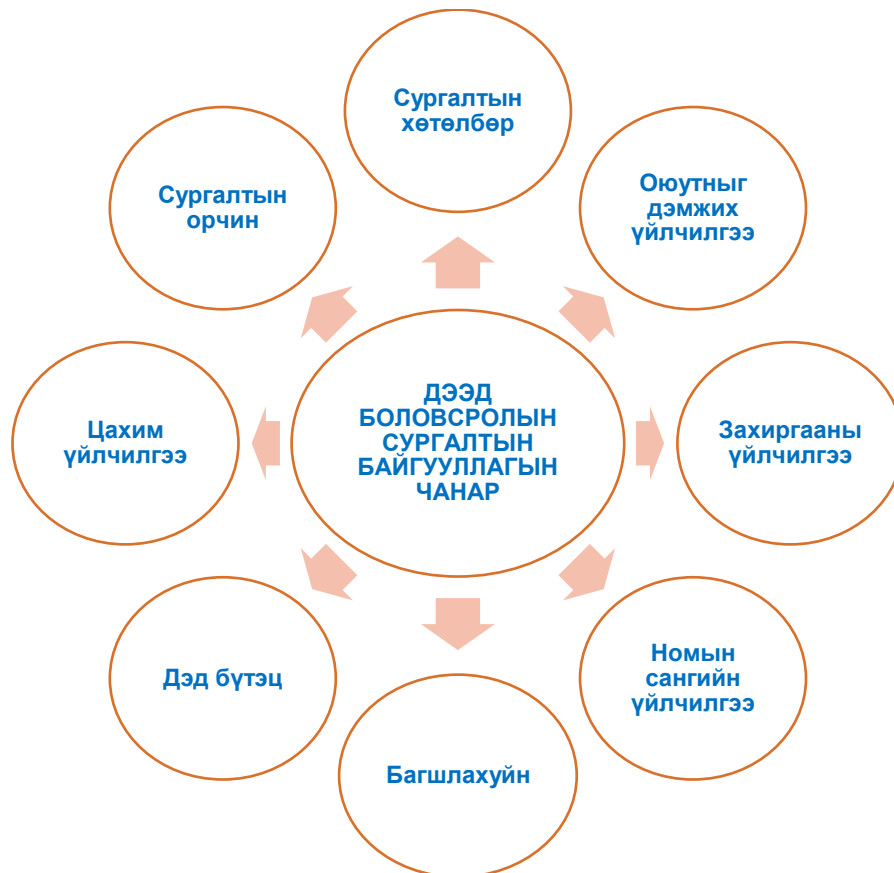 Сургалтын
хөтөлбөр
Оюутныг
дэмжих
үйлчилгээ
Захиргааны
үйлчилгээ
Номын
сангийн
үйлчилгээ
Багшлахуйн
Дэд бүтэц
Цахим
үйлчилгээ
Сургалтын
орчин
ДЭЭД
БОЛОВСРОЛЫН
СУРГАЛТЫН
БАЙГУУЛЛАГЫН
ЧАНАР